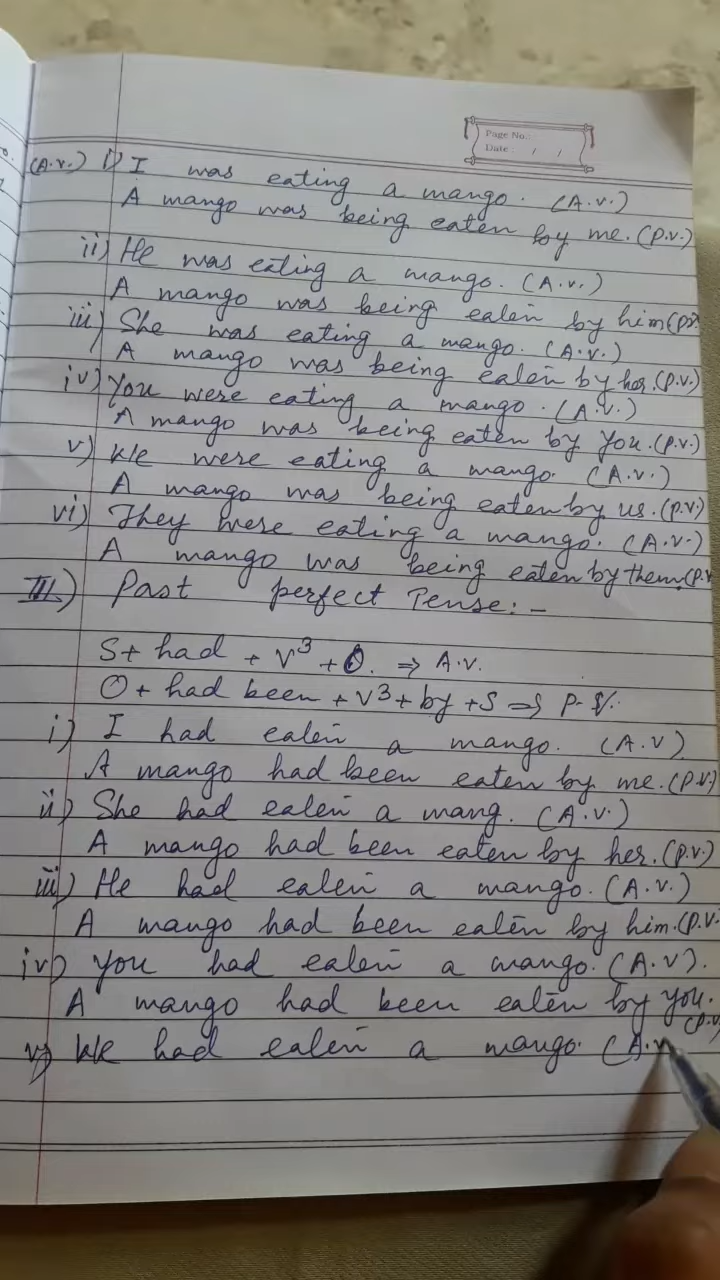 Page No.:
Date: / /
(A.V.) i) I was eating a mango. (A.V.)
A mango was being eaten by me. (P.V.)
ii) He was eating a mango. (A.V.)
A mango was being eaten by him (P.V.
iii) She was eating a mango. (A.V.)
A mango was being eaten by her. (P.V.)
iv) You were eating a mango. (A.V.)
A mango was being eaten by you. (P.V.)
v) We were eating a mango. (A.V.)
A mango was being eaten by us. (P.V)
vi) They were eating a mango. (A.V.)
A mango was being eaten by them. (P.V
III.) Past perfect Tense: -
S + had + V³ + O. ⇒ A.V.
O + had been + V³ + by + S ⇒ P.V.
i) I had eaten a mango. (A.V)
A mango had been eaten by me. (P.V)
ii) She had eaten a mang. (A.V.)
A mango had been eaten by her. (P.V.)
iii) He had eaten a mango. (A.V.)
A mango had been eaten by him. (P.V.
iv) You had eaten a mango. (A.V).
A mango had been eaten by you.
(P.V)
v) We had eaten a mango. (A.V